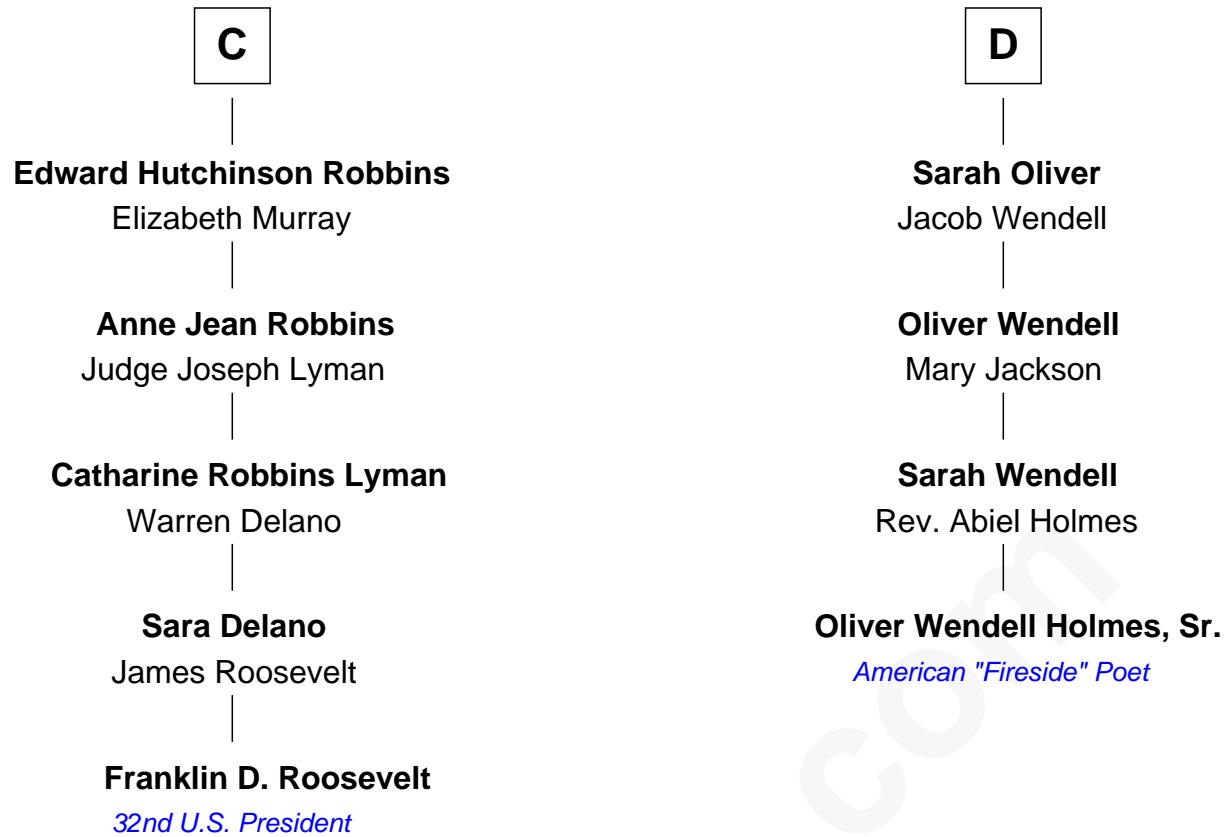 C
Edward Hutchinson Robbins
Elizabeth Murray
Anne Jean Robbins
Judge Joseph Lyman
Catharine Robbins Lyman
Warren Delano
Sara Delano
James Roosevelt
Franklin D. Roosevelt
32nd U.S. President
D
Sarah Oliver
Jacob Wendell
Oliver Wendell
Mary Jackson
Sarah Wendell
Rev. Abiel Holmes
Oliver Wendell Holmes, Sr.
American "Fireside" Poet
com